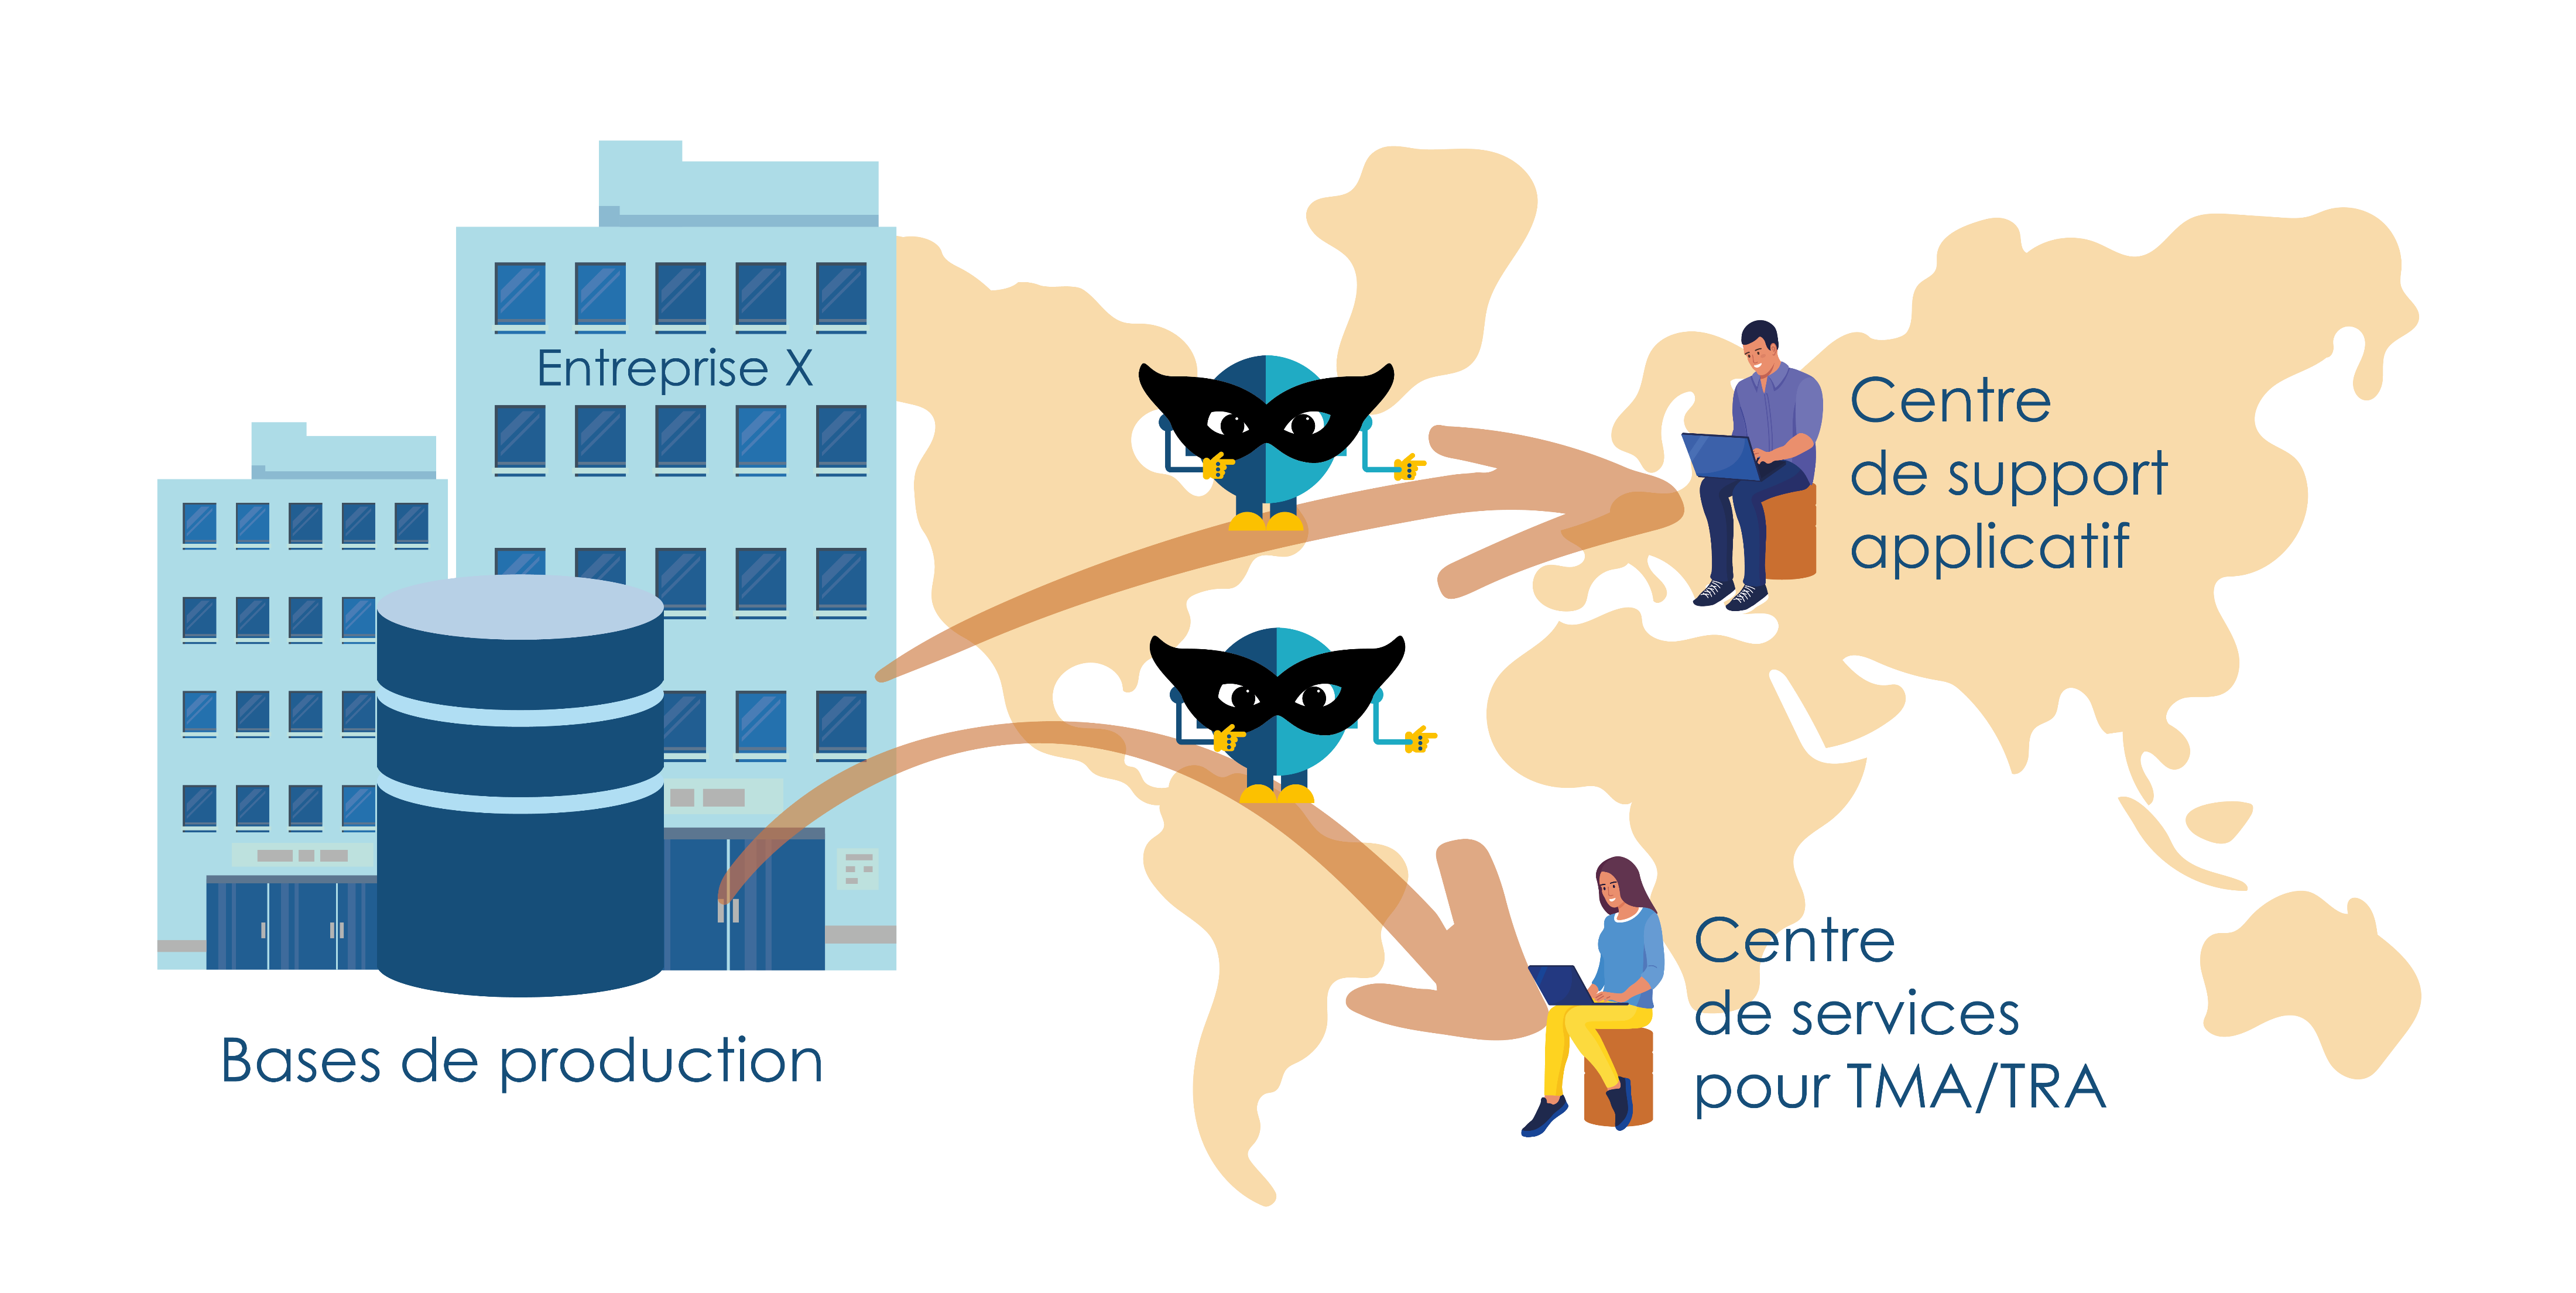 Entreprise X
Bases de production
Centre
de support
applicatif
Centre
de services
pour TMA/TRA